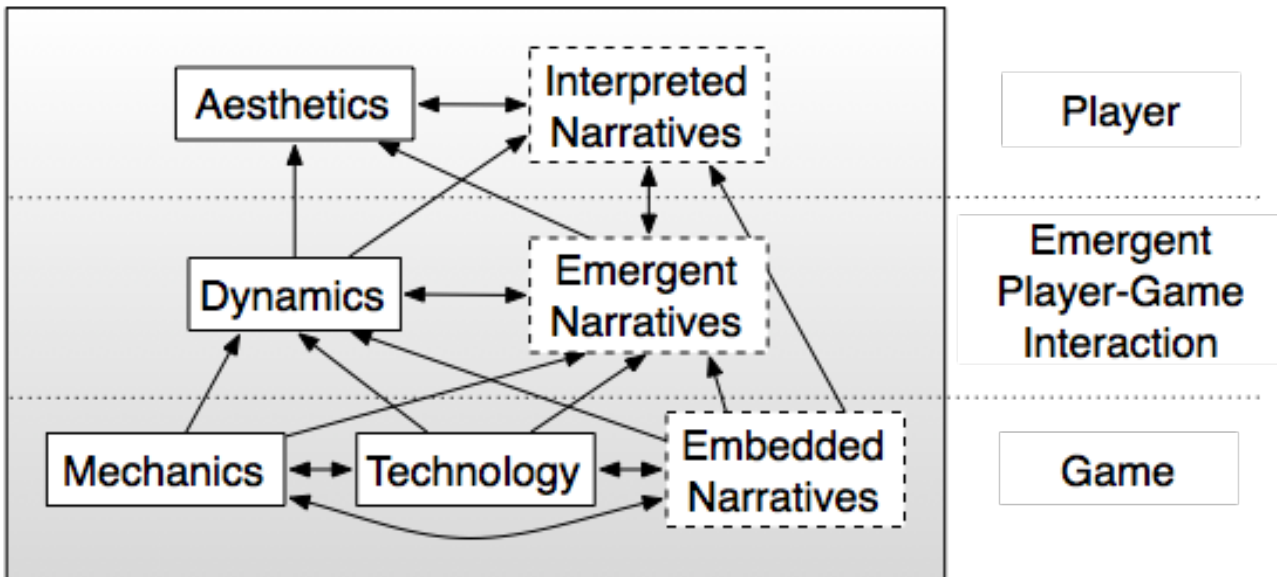 Aesthetics
Interpreted
Narratives
Player
Dynamics
Emergent
Narratives
Emergent
Player-Game
Interaction
Mechanics
Technology
Embedded
Narratives
Game